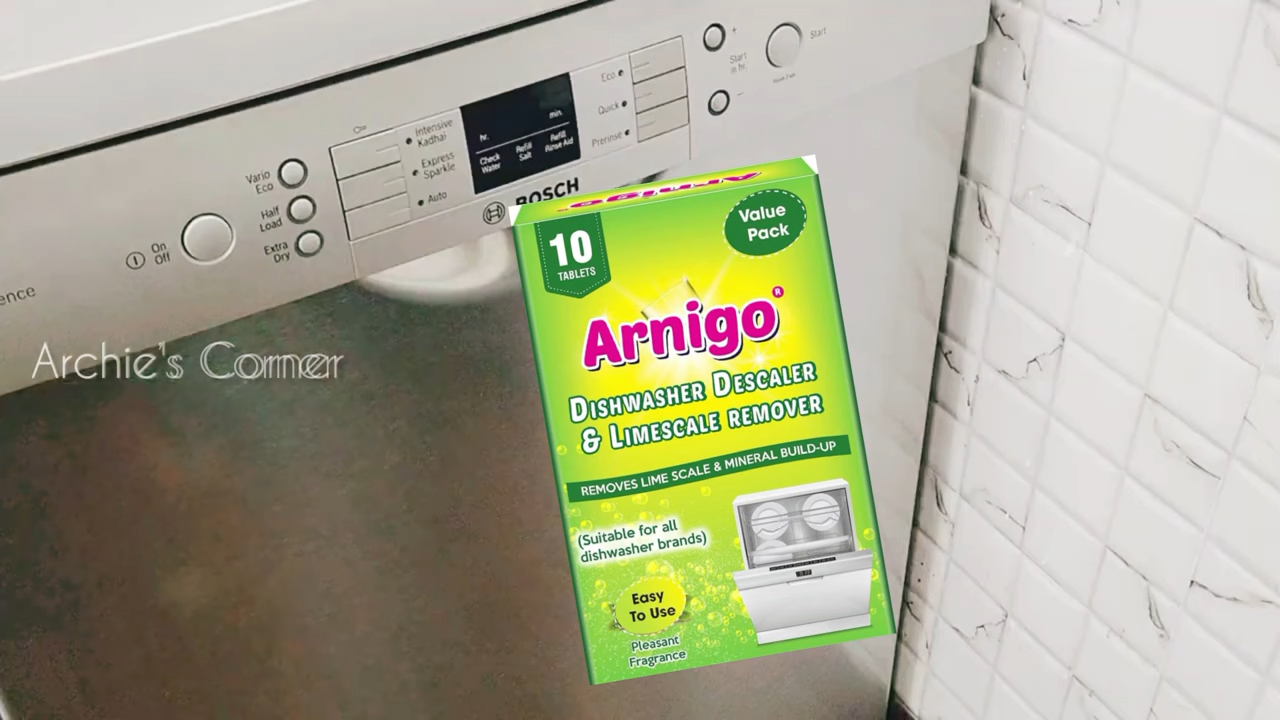 +
Start
Start
in hr.
-
Eco
Quick
Prerinse
hr.
min.
Check
Water
Refill
Salt
Refill
Rinse Aid
Intensive
Kadhai
Express
Sparkle
Auto
Vario
Eco
Half
Load
Extra
Dry
On
Off
BOSCH
ence
Archie's Corner
10
TABLETS
Value
Pack
Arnigo®
DISHWASHER DESCALER
& LIMESCALE REMOVER
REMOVES LIME SCALE & MINERAL BUILD-UP
(Suitable for all
dishwasher brands)
Easy
To Use
Pleasant
Fragrance